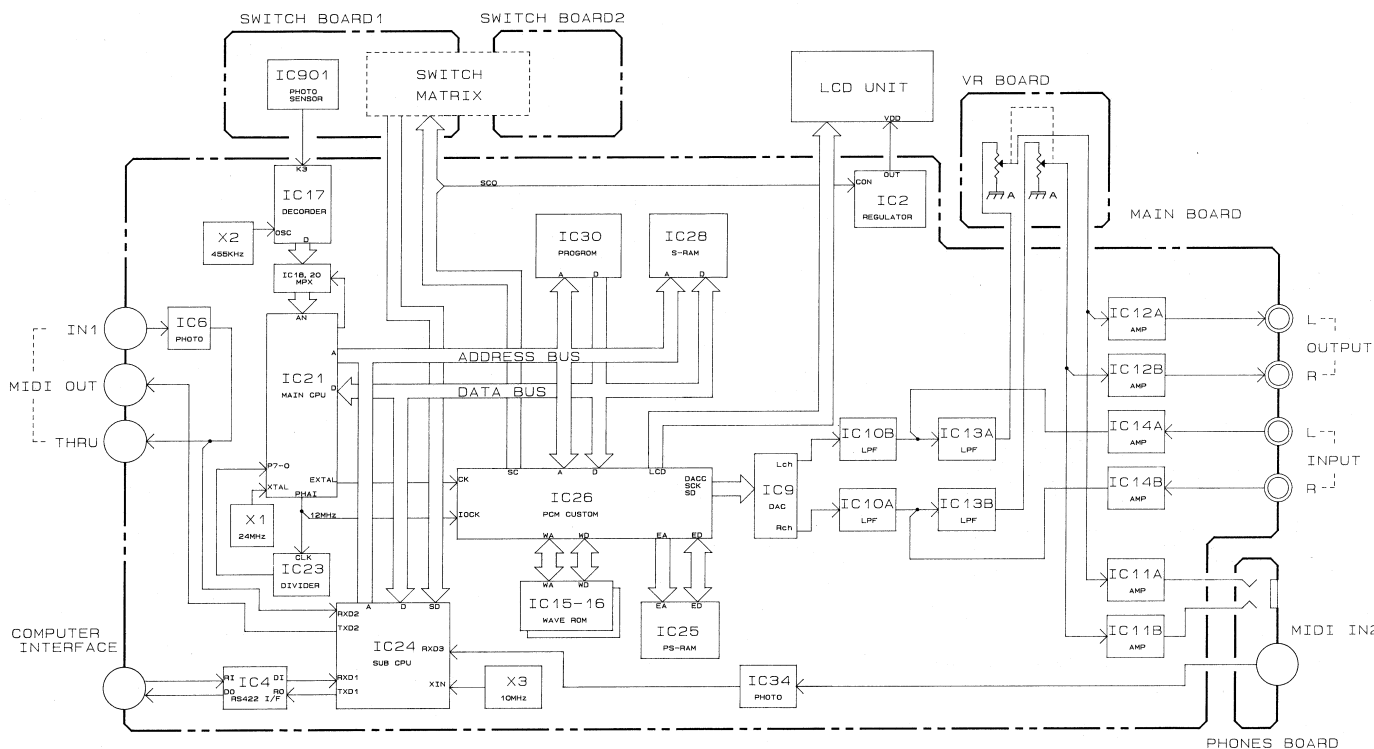 SWITCH BOARD1
SWITCH BOARD2
IC901
PHOTO
SENSOR
SWITCH
MATRIX
LCD UNIT
VDD
VR BOARD
A
A
MAIN BOARD
K3
IC17
DECORDER
OSC
D
X2
455KHz
SCO
CON
OUT
IC2
REGULATOR
IC30
PROGROM
A
D
IC28
S-RAM
A
D
IC18, 20
MPX
AN
IN1
MIDI OUT
THRU
IC6
PHOTO
A
IC21
MAIN CPU
D
ADDRESS BUS
DATA BUS
P7-0
XTAL
EXTAL
PHAI
X1
24MHz
12MHz
CLK
IC23
DIVIDER
SC
A
D
LCD
CK
IOCK
IC26
PCM CUSTOM
DACC
SCK
SD
WA
WD
EA
ED
WA
WD
IC15-16
WAVE ROM
EA
ED
IC25
PS-RAM
Lch
IC9
DAC
Rch
IC10B
LPF
IC13A
LPF
IC10A
LPF
IC13B
LPF
IC12A
AMP
IC12B
AMP
IC14A
AMP
IC14B
AMP
L
OUTPUT
R
L
INPUT
R
IC11A
AMP
IC11B
AMP
MIDI IN2
PHONES BOARD
COMPUTER
INTERFACE
RI
DI
IC4
DO
RO
RS422 I/F
A
D
SD
RXD2
TXD2
IC24
SUB CPU
RXD3
RXD1
TXD1
XIN
X3
10MHz
IC34
PHOTO